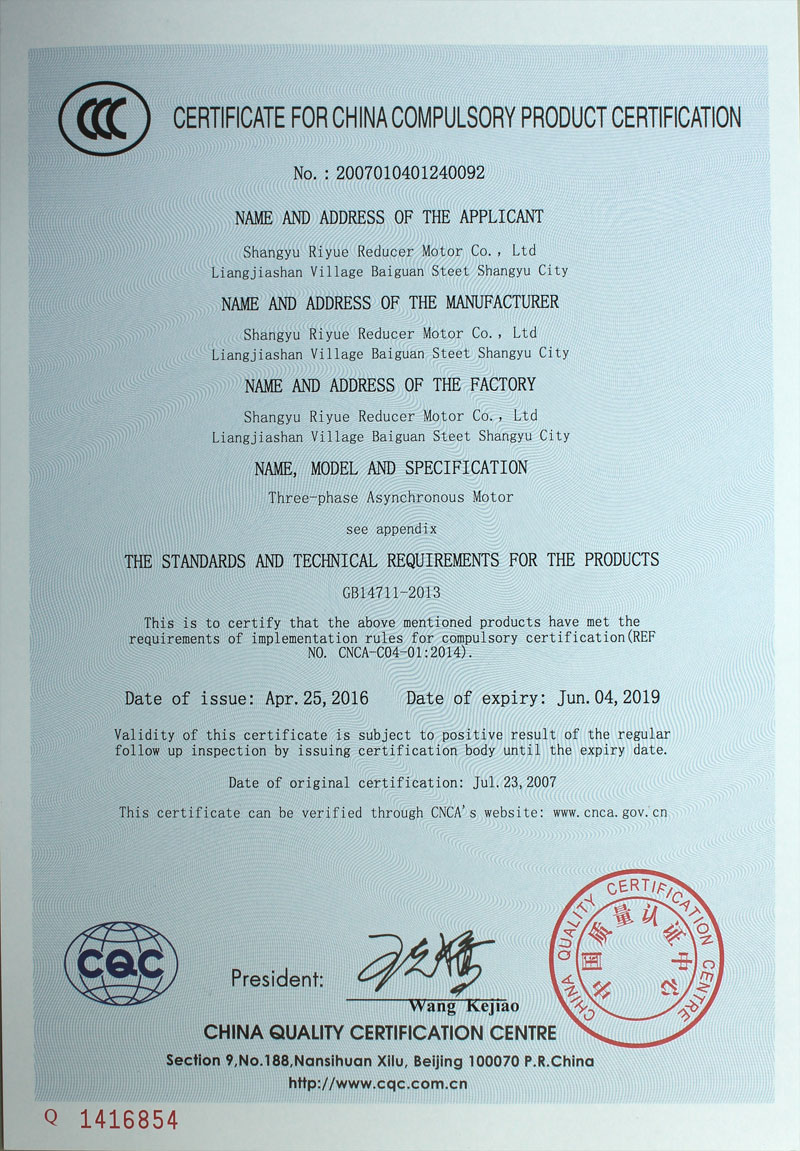 CCC
CERTIFICATE FOR CHINA COMPULSORY PRODUCT CERTIFICATION
No. : 2007010401240092
NAME AND ADDRESS OF THE APPLICANT
Shangyu Riyue Reducer Motor Co., Ltd
Liangjiashan Village Baiguan Steet Shangyu City
NAME AND ADDRESS OF THE MANUFACTURER
Shangyu Riyue Reducer Motor Co., Ltd
Liangjiashan Village Baiguan Steet Shangyu City
NAME AND ADDRESS OF THE FACTORY
Shangyu Riyue Reducer Motor Co., Ltd
Liangjiashan Village Baiguan Steet Shangyu City
NAME, MODEL AND SPECIFICATION
Three-phase Asynchronous Motor
see appendix
THE STANDARDS AND TECHNICAL REQUIREMENTS FOR THE PRODUCTS
GB14711-2013
This is to certify that the above mentioned products have met the
requirements of implementation rules for compulsory certification(REF
NO. CNCA-C04-01:2014).
Date of issue: Apr.25,2016 Date of expiry: Jun.04,2019
Validity of this certificate is subject to positive result of the regular
follow up inspection by issuing certification body until the expiry date.
Date of original certification: Jul.23,2007
This certificate can be verified through CNCA's website: www.cnca.gov.cn
CQC
President:
王克娇
Wang Kejiao
CHINA QUALITY CERTIFICATION CENTRE
中国质量认证中心
CHINA QUALITY CERTIFICATION CENTRE
Section 9,No.188,Nansihuan Xilu, Beijing 100070 P.R.China
http://www.cqc.com.cn
Q 1416854